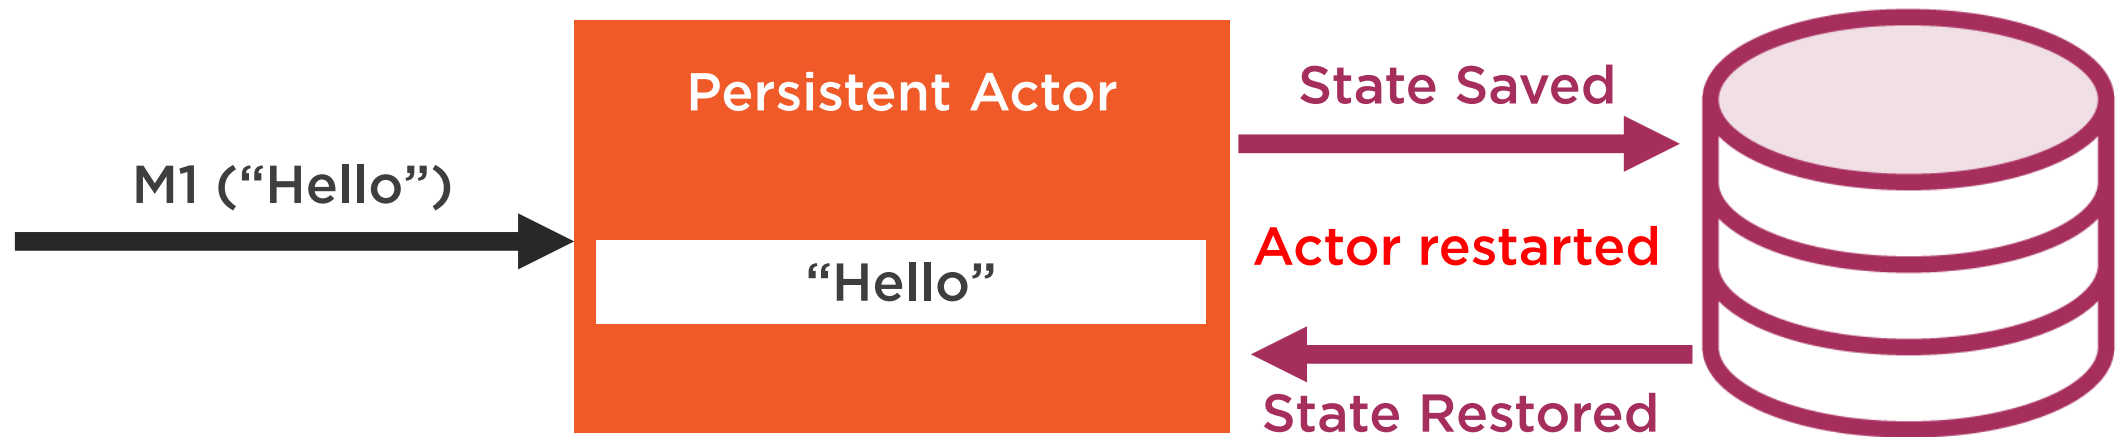 Persistent Actor
State Saved
M1 (“Hello”)
Actor restarted
“Hello”
State Restored